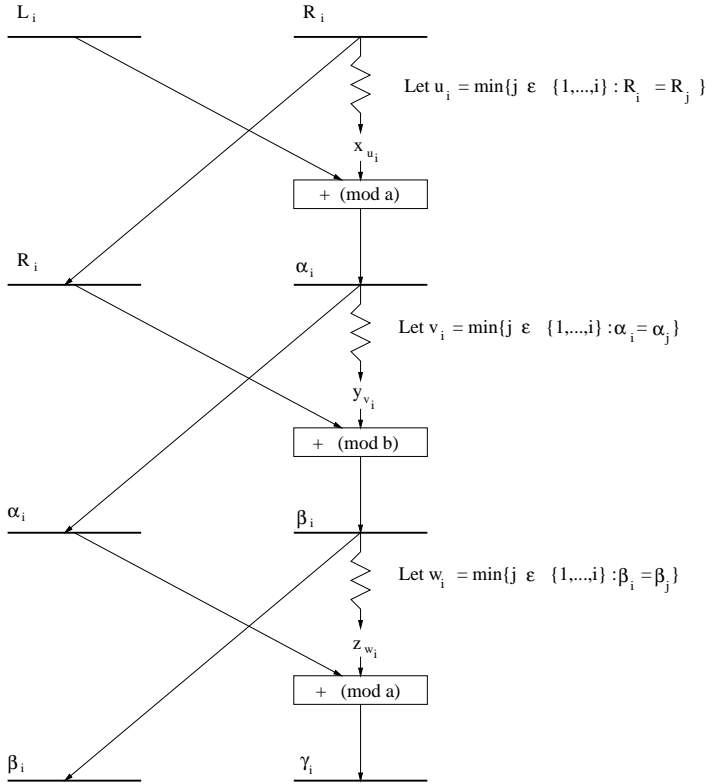 L i R i
Let u i = min{j ε {1,...,i} : R i = R j }
x u i
+ (mod a)
R i α i
Let v i = min{j ε {1,...,i} : α i = α j }
y v i
+ (mod b)
α i β i
Let w i = min{j ε {1,...,i} : β i = β j }
z w i
+ (mod a)
β i γ i